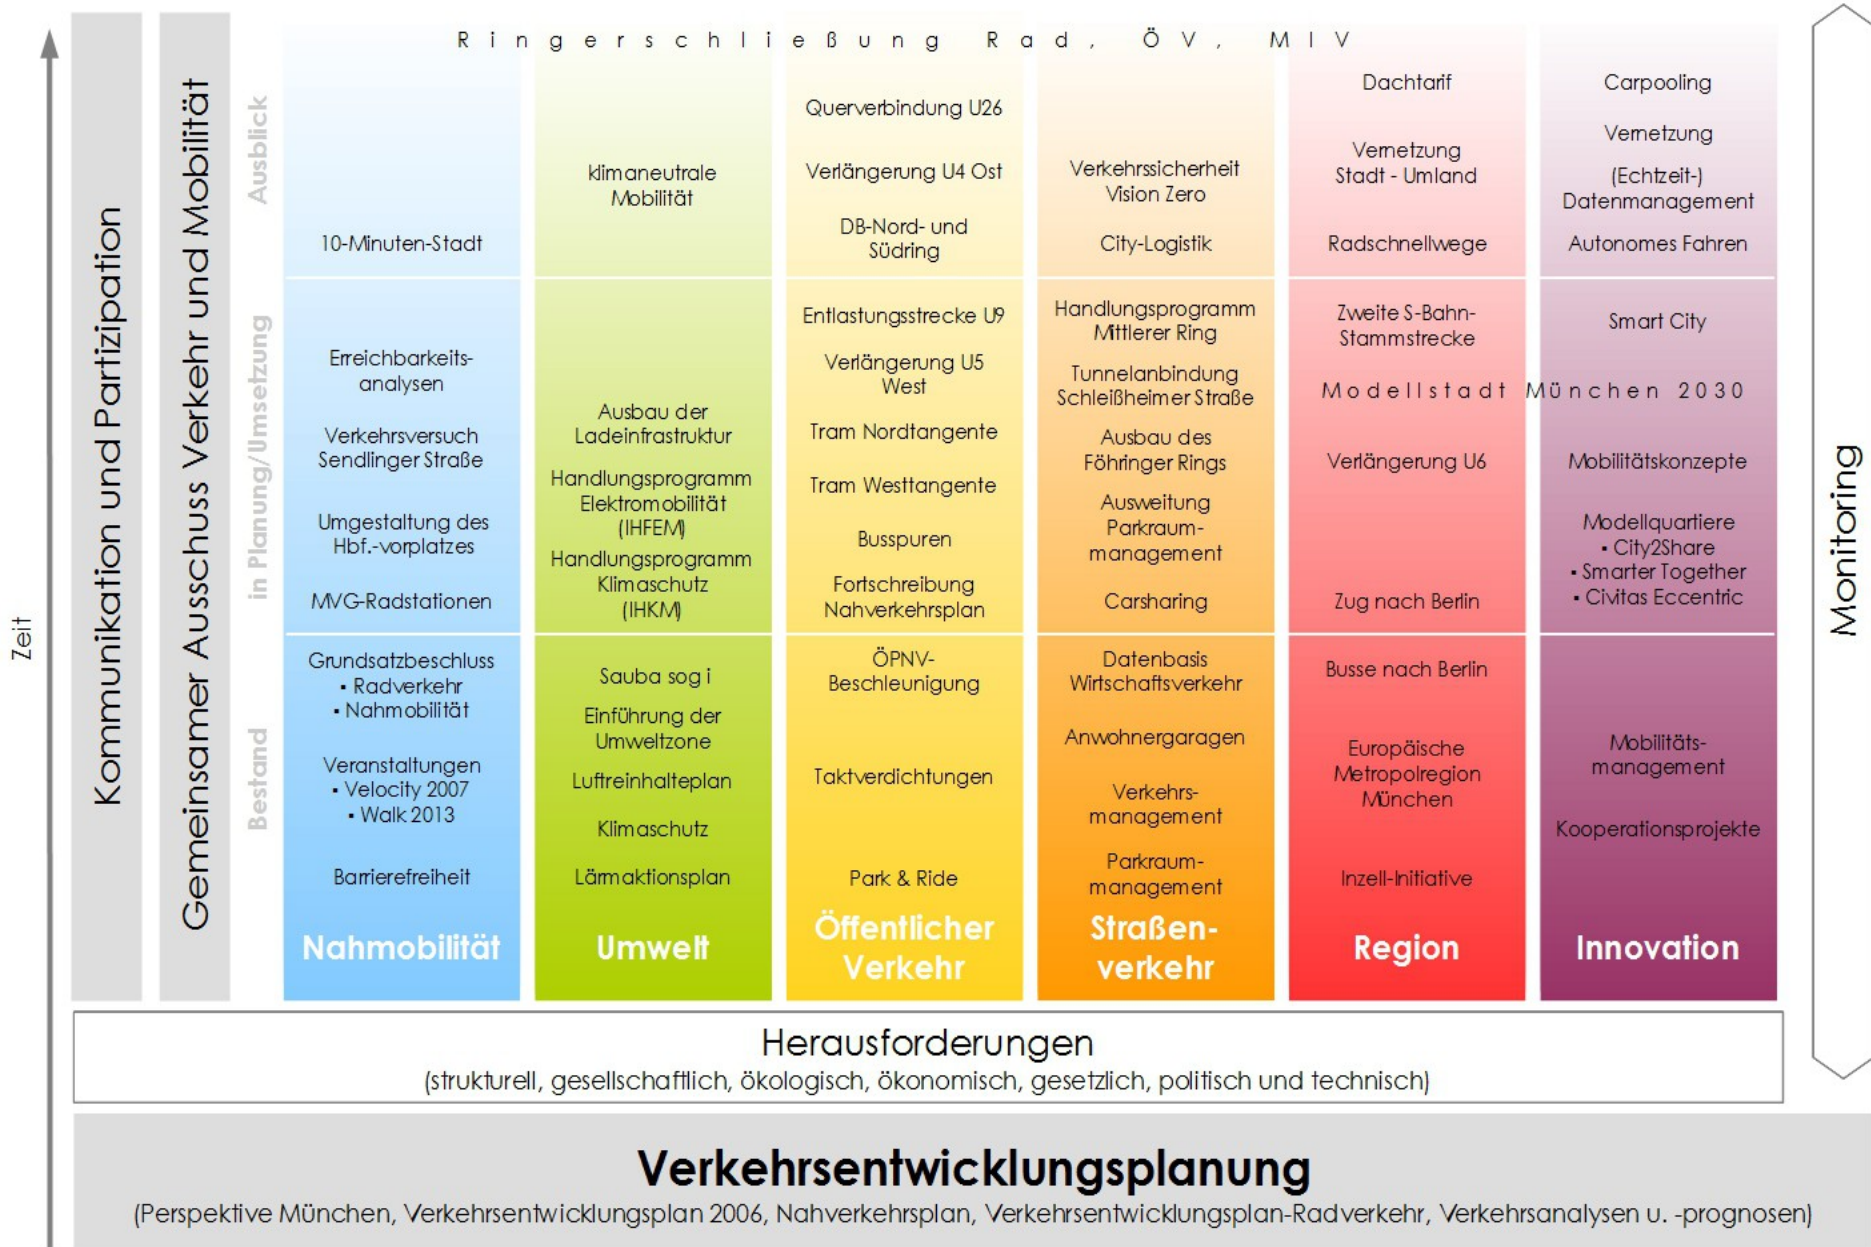 Ringerschließung Rad, ÖV, MIV
Zeit
Kommunikation und Partizipation
Gemeinsamer Ausschuss Verkehr und Mobilität
Ausblick
in Planung/Umsetzung
Bestand
10-Minuten-Stadt
Erreichbarkeits-
analysen
Verkehrsversuch
Sendlinger Straße
Umgestaltung des
Hbf.-vorplatzes
MVG-Radstationen
Grundsatzbeschluss
▪ Radverkehr
▪ Nahmobilität
Veranstaltungen
▪ Velocity 2007
▪ Walk 2013
Barrierefreiheit
Nahmobilität
klimaneutrale
Mobilität
Ausbau der
Ladeinfrastruktur
Handlungsprogramm
Elektromobilität
(IHFEM)
Handlungsprogramm
Klimaschutz
(IHKM)
Sauba sog i
Einführung der
Umweltzone
Luftreinhalteplan
Klimaschutz
Lärmaktionsplan
Umwelt
Querverbindung U26
Verlängerung U4 Ost
DB-Nord- und
Südring
Entlastungsstrecke U9
Verlängerung U5
West
Tram Nordtangente
Tram Westtangente
Busspuren
Fortschreibung
Nahverkehrsplan
ÖPNV-
Beschleunigung
Taktverdichtungen
Park & Ride
Öffentlicher
Verkehr
Verkehrssicherheit
Vision Zero
City-Logistik
Handlungsprogramm
Mittlerer Ring
Tunnelanbindung
Schleißheimer Straße
Ausbau des
Föhringer Rings
Ausweitung
Parkraum-
management
Carsharing
Datenbasis
Wirtschaftsverkehr
Anwohnergaragen
Verkehrs-
management
Parkraum-
management
Straßen-
verkehr
Dachtarif
Vernetzung
Stadt - Umland
Radschnellwege
Zweite S-Bahn-
Stammstrecke
Modellstadt München 2030
Verlängerung U6
Zug nach Berlin
Busse nach Berlin
Europäische
Metropolregion
München
Inzell-Initiative
Region
Carpooling
Vernetzung
(Echtzeit-)
Datenmanagement
Autonomes Fahren
Smart City
Mobilitätskonzepte
Modellquartiere
▪ City2Share
▪ Smarter Together
▪ Civitas Eccentric
Mobilitäts-
management
Kooperationsprojekte
Innovation
Monitoring
Herausforderungen
(strukturell, gesellschaftlich, ökologisch, ökonomisch, gesetzlich, politisch und technisch)
Verkehrsentwicklungsplanung
(Perspektive München, Verkehrsentwicklungsplan 2006, Nahverkehrsplan, Verkehrsentwicklungsplan-Radverkehr, Verkehrsanalysen u. -prognosen)